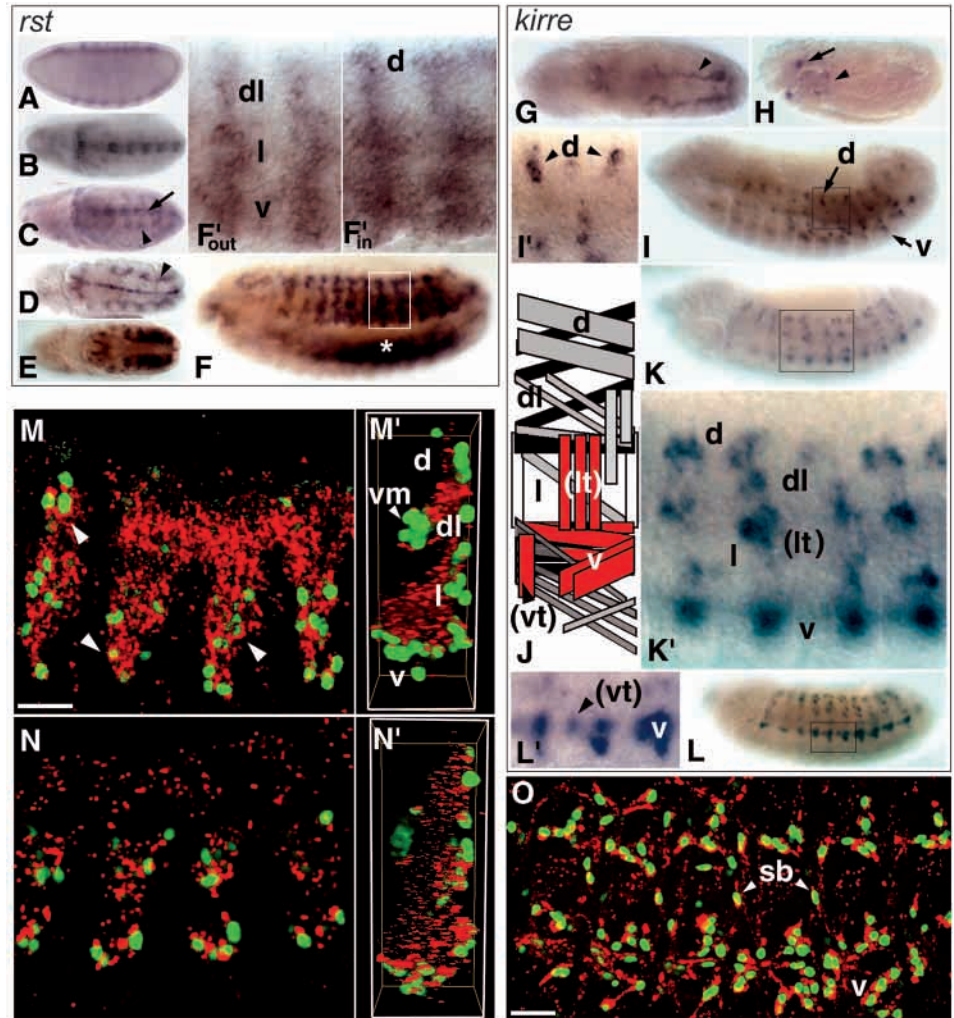 rst
A
B
C
D
E
dl
l
v
F'out
d
F'in
F
*
kirre
G
H
d
I'
d
v
I
d
dl
l
(lt)
v
(vt)
J
K
d
dl
(lt)
l
v
K'
(vt)
v
L'
L
M
M'
d
vm
dl
l
v
N
N'
O
sb
v